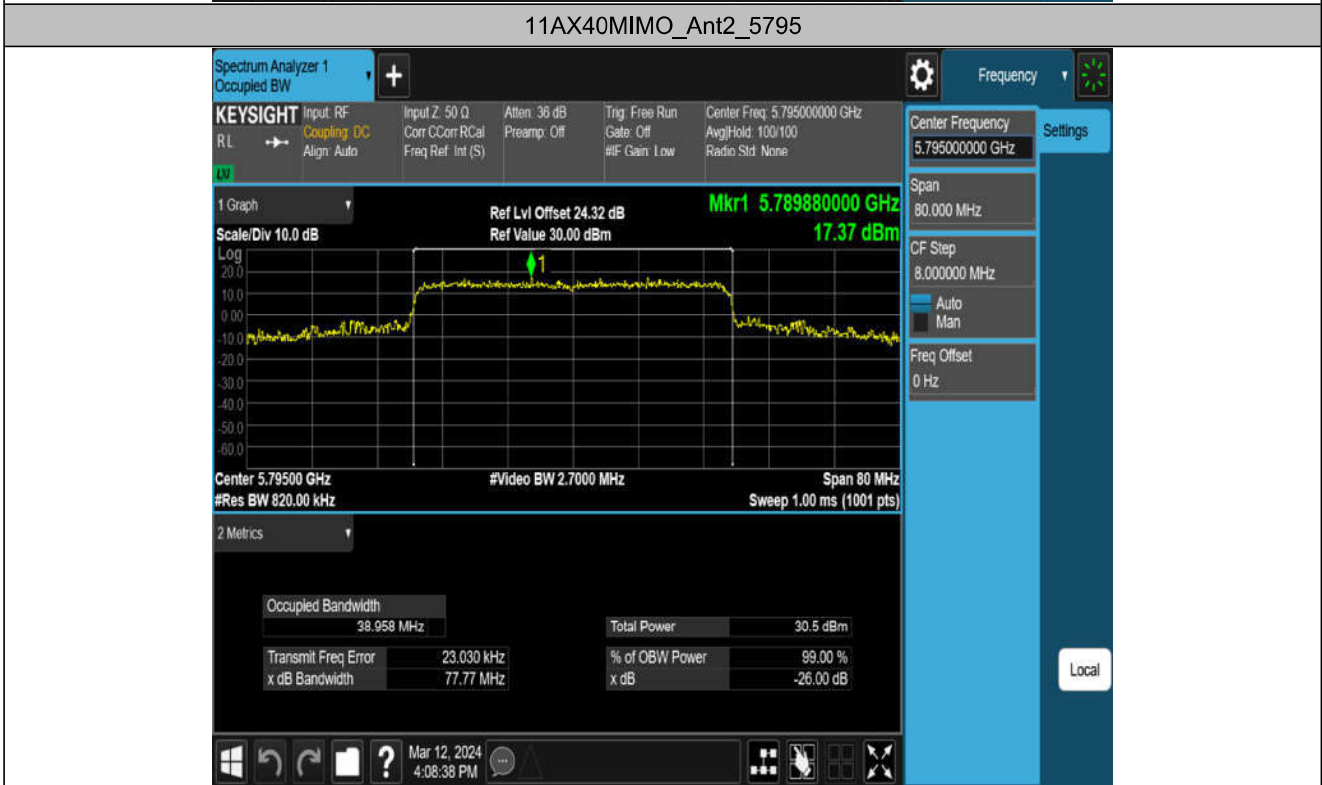 11AX40MIMO_Ant2_5795
Spectrum Analyzer 1
Occupied BW
+
Frequency
KEYSIGHT
RL
Input: RF
Coupling: DC
Align: Auto
Input Z: 50 Ω
Corr CCorr RCal
Freq Ref: Int (S)
Atten: 36 dB
Preamp: Off
Trig: Free Run
Gate: Off
#IF Gain: Low
Center Freq: 5.795000000 GHz
Avg|Hold: 100/100
Radio Std: None
Center Frequency
5.795000000 GHz
Settings
Span
80.000 MHz
CF Step
8.000000 MHz
Auto
Man
Freq Offset
0 Hz
Local
1 Graph
Scale/Div 10.0 dB
Ref Lvl Offset 24.32 dB
Ref Value 30.00 dBm
Mkr1 5.789880000 GHz
17.37 dBm
Log
20.0
10.0
0.00
-10.0
-20.0
-30.0
-40.0
-50.0
-60.0
1
Center 5.79500 GHz
#Res BW 820.00 kHz
#Video BW 2.7000 MHz
Span 80 MHz
Sweep 1.00 ms (1001 pts)
2 Metrics
Occupied Bandwidth
38.958 MHz
Transmit Freq Error 23.030 kHz
x dB Bandwidth 77.77 MHz
Total Power 30.5 dBm
% of OBW Power 99.00 %
x dB -26.00 dB
?
Mar 12, 2024
4:08:38 PM